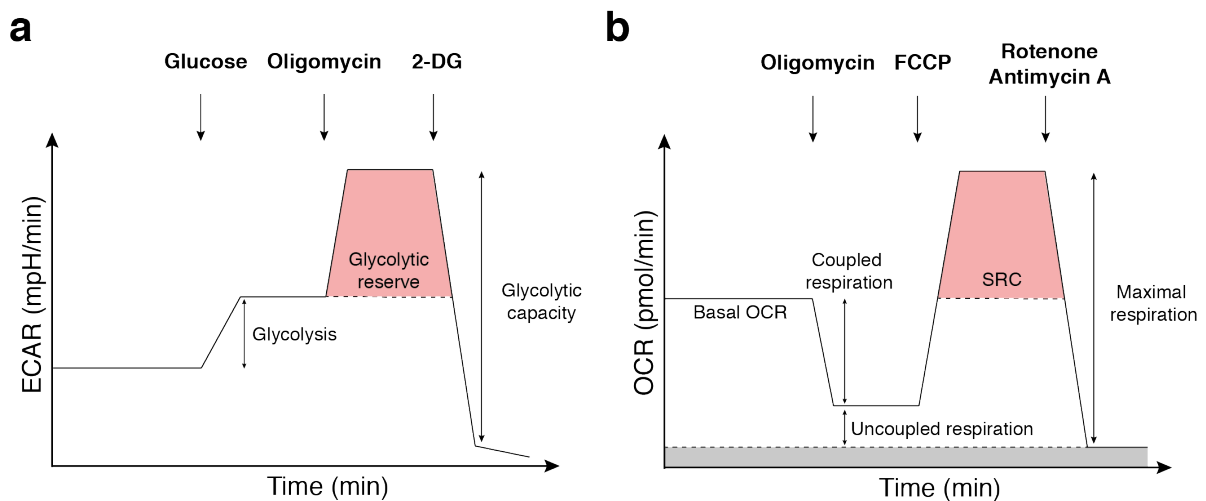 a
Glucose
Oligomycin
2-DG
ECAR (mpH/min)
Glycolytic
reserve
Glycolysis
Glycolytic
capacity
Time (min)
b
Oligomycin
FCCP
Rotenone
Antimycin A
OCR (pmol/min)
Coupled
respiration
SRC
Basal OCR
Maximal
respiration
Uncoupled respiration
Time (min)